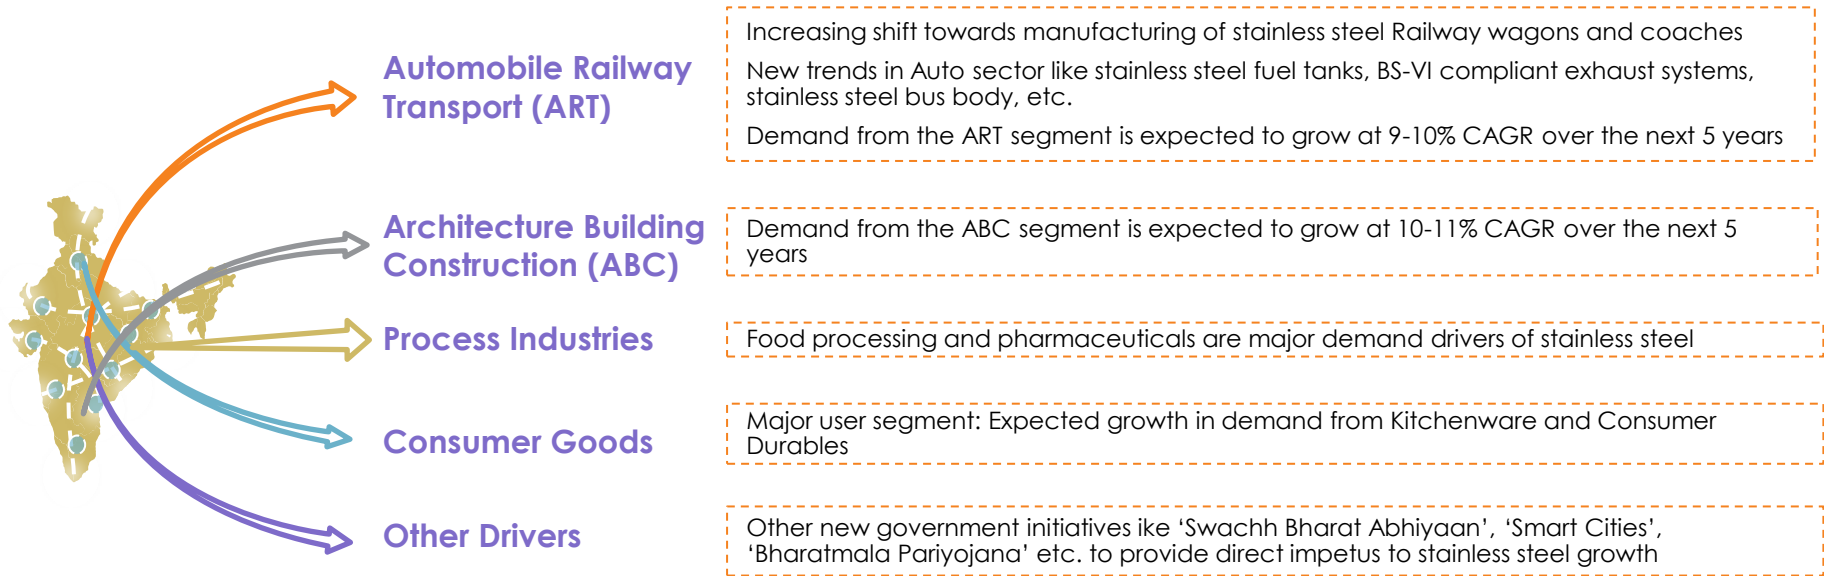 Automobile Railway
Transport (ART)
Increasing shift towards manufacturing of stainless steel Railway wagons and coaches
New trends in Auto sector like stainless steel fuel tanks, BS-VI compliant exhaust systems,
stainless steel bus body, etc.
Demand from the ART segment is expected to grow at 9-10% CAGR over the next 5 years
Architecture Building
Construction (ABC)
Demand from the ABC segment is expected to grow at 10-11% CAGR over the next 5
years
Process Industries
Food processing and pharmaceuticals are major demand drivers of stainless steel
Consumer Goods
Major user segment: Expected growth in demand from Kitchenware and Consumer
Durables
Other Drivers
Other new government initiatives ike ‘Swachh Bharat Abhiyaan’, ‘Smart Cities’,
‘Bharatmala Pariyojana’ etc. to provide direct impetus to stainless steel growth